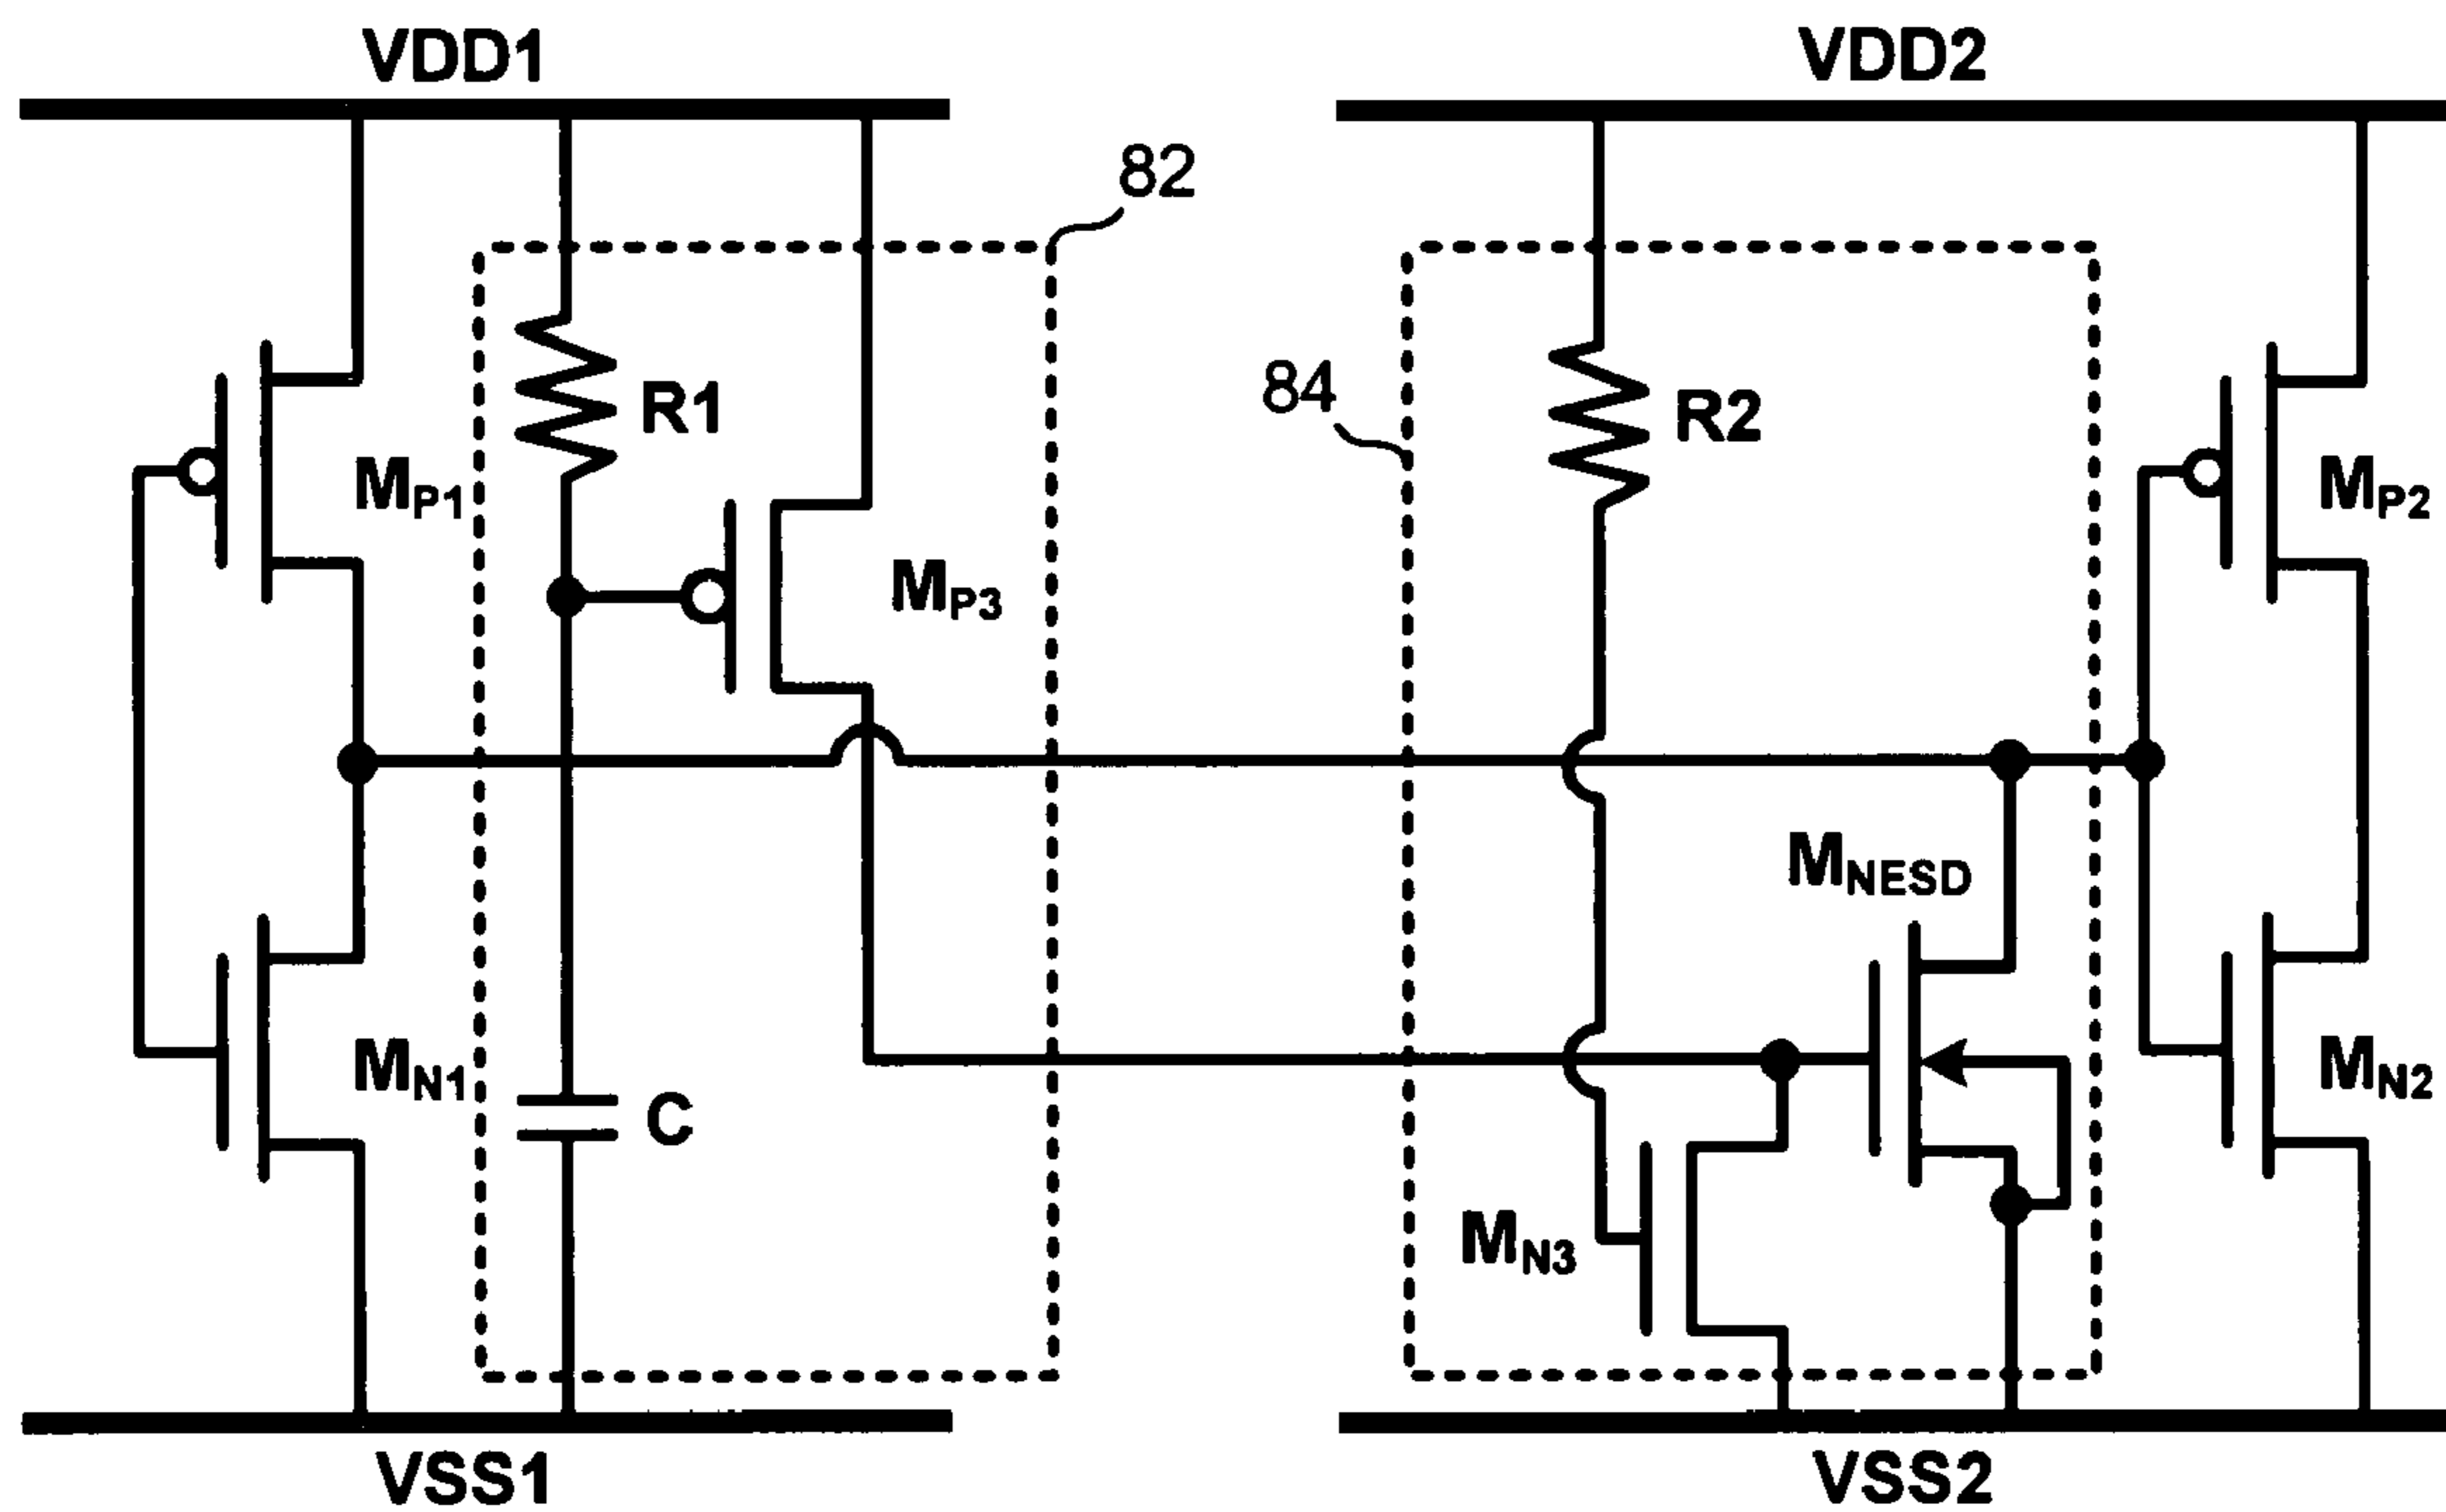 VDD1
VDD2
82
84
R1
R2
MP1
MP3
MP2
MNESD
MN1
C
MN2
MN3
VSS1
VSS2